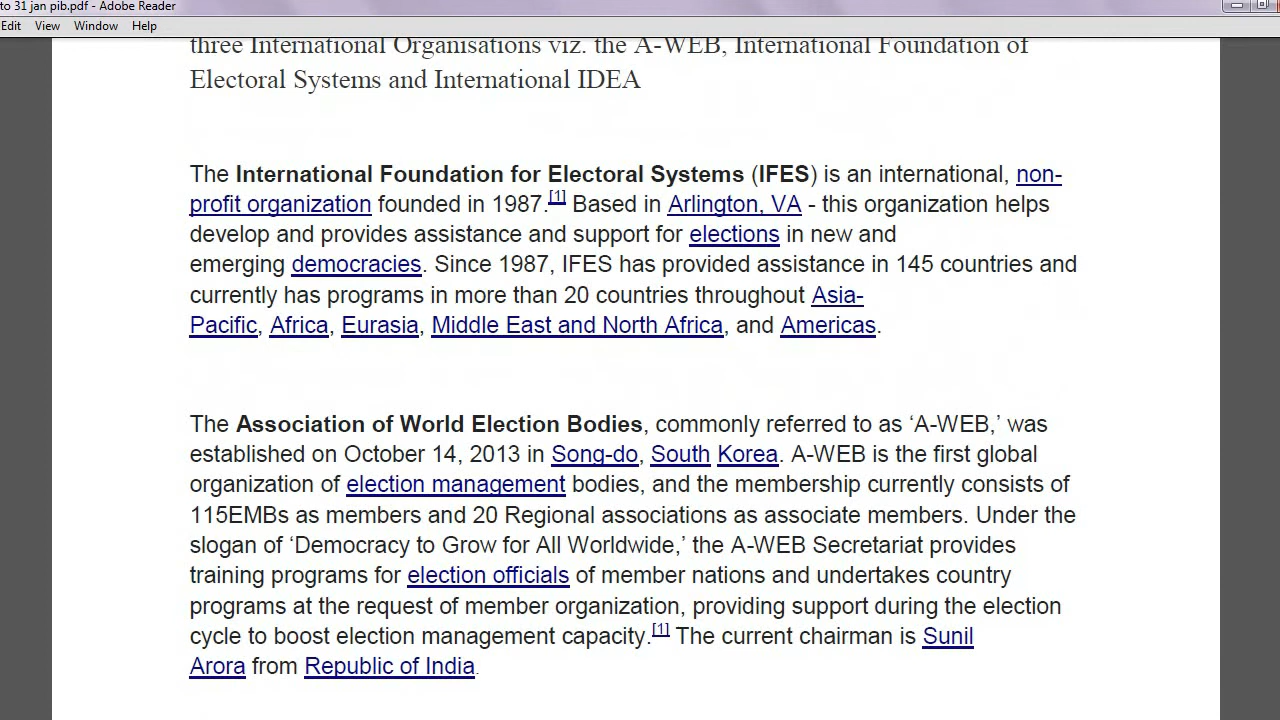 to 31 jan pib.pdf - Adobe Reader
Edit View Window Help
three International Organisations viz. the A-WEB, International Foundation of
Electoral Systems and International IDEA
The International Foundation for Electoral Systems (IFES) is an international, non-
profit organization founded in 1987.[1] Based in Arlington, VA - this organization helps
develop and provides assistance and support for elections in new and
emerging democracies. Since 1987, IFES has provided assistance in 145 countries and
currently has programs in more than 20 countries throughout Asia-
Pacific, Africa, Eurasia, Middle East and North Africa, and Americas.
The Association of World Election Bodies, commonly referred to as ‘A-WEB,’ was
established on October 14, 2013 in Song-do, South Korea. A-WEB is the first global
organization of election management bodies, and the membership currently consists of
115EMBs as members and 20 Regional associations as associate members. Under the
slogan of ‘Democracy to Grow for All Worldwide,’ the A-WEB Secretariat provides
training programs for election officials of member nations and undertakes country
programs at the request of member organization, providing support during the election
cycle to boost election management capacity.[1] The current chairman is Sunil
Arora from Republic of India.